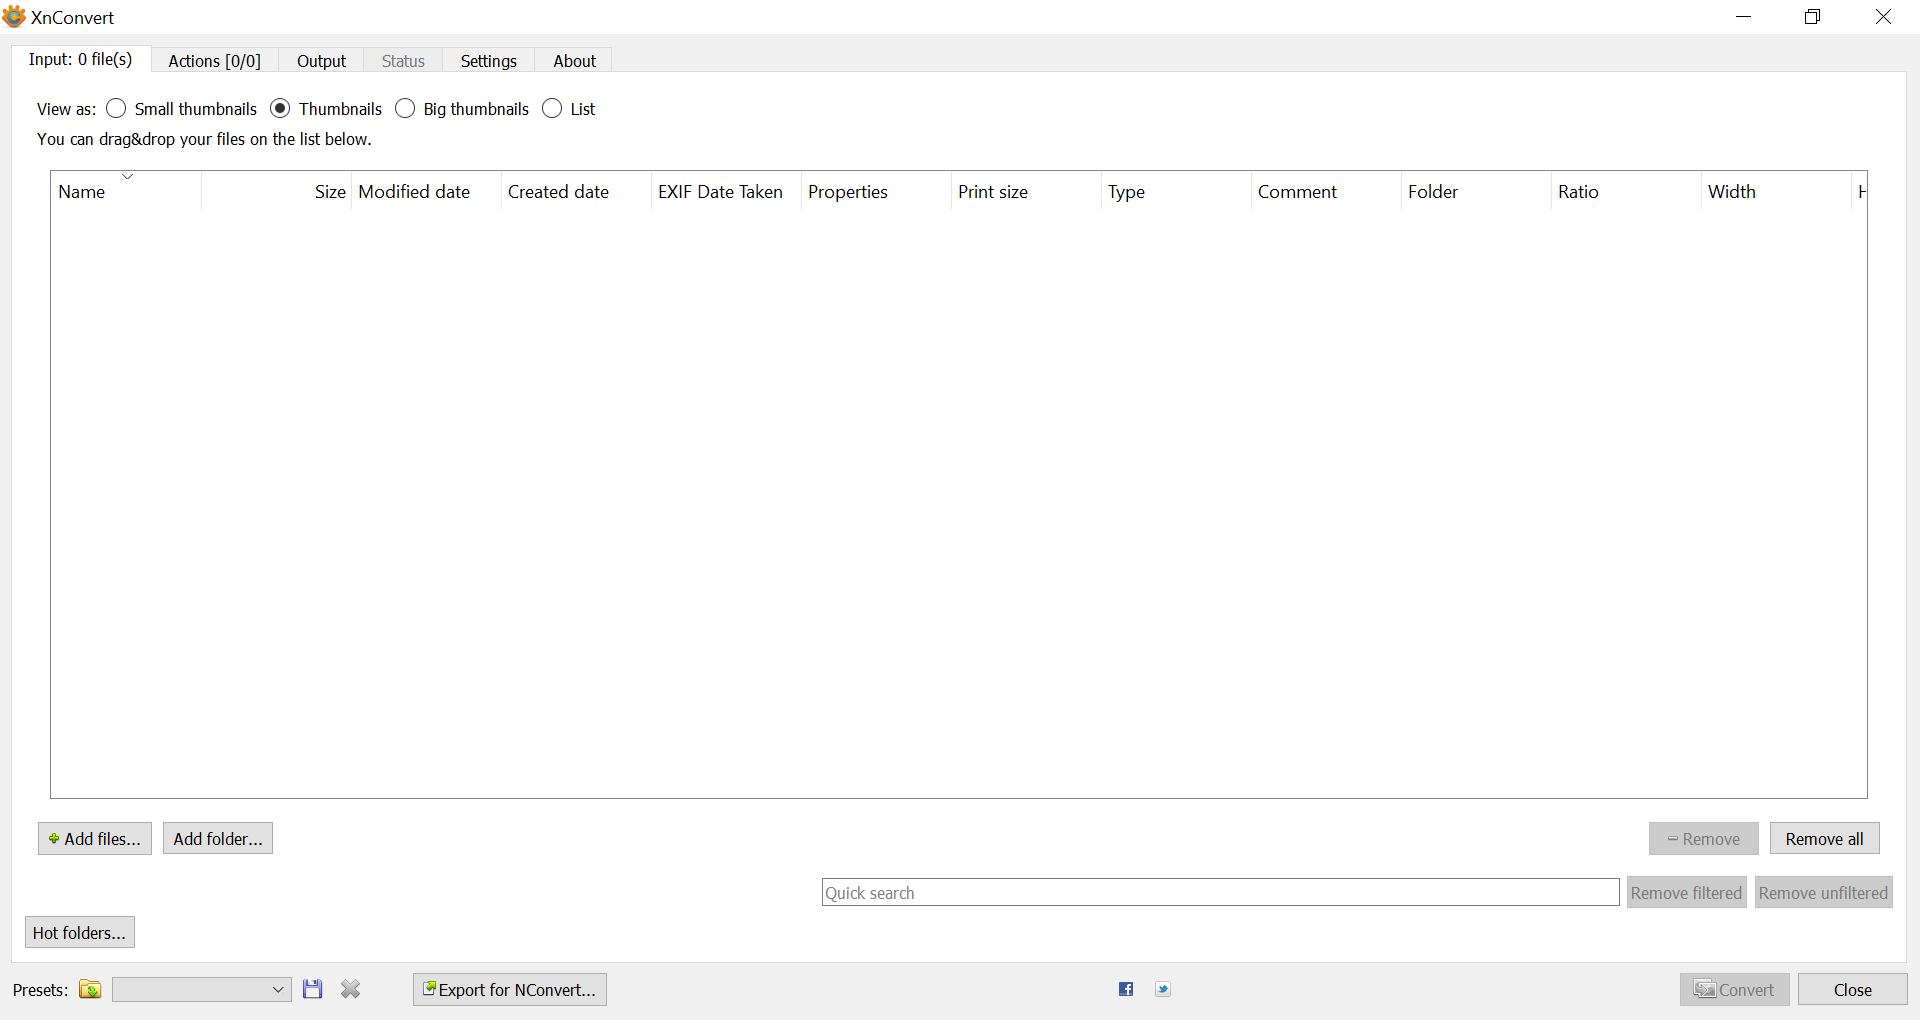 XnConvert
Input: 0 file(s) Actions [0/0] Output Status Settings About
View as: Small thumbnails Thumbnails Big thumbnails List
You can drag&drop your files on the list below.
Name Size Modified date Created date EXIF Date Taken Properties Print size Type Comment Folder Ratio Width
Add files... Add folder... Remove Remove all
Quick search Remove filtered Remove unfiltered
Hot folders...
Presets: Export for NConvert... Convert Close